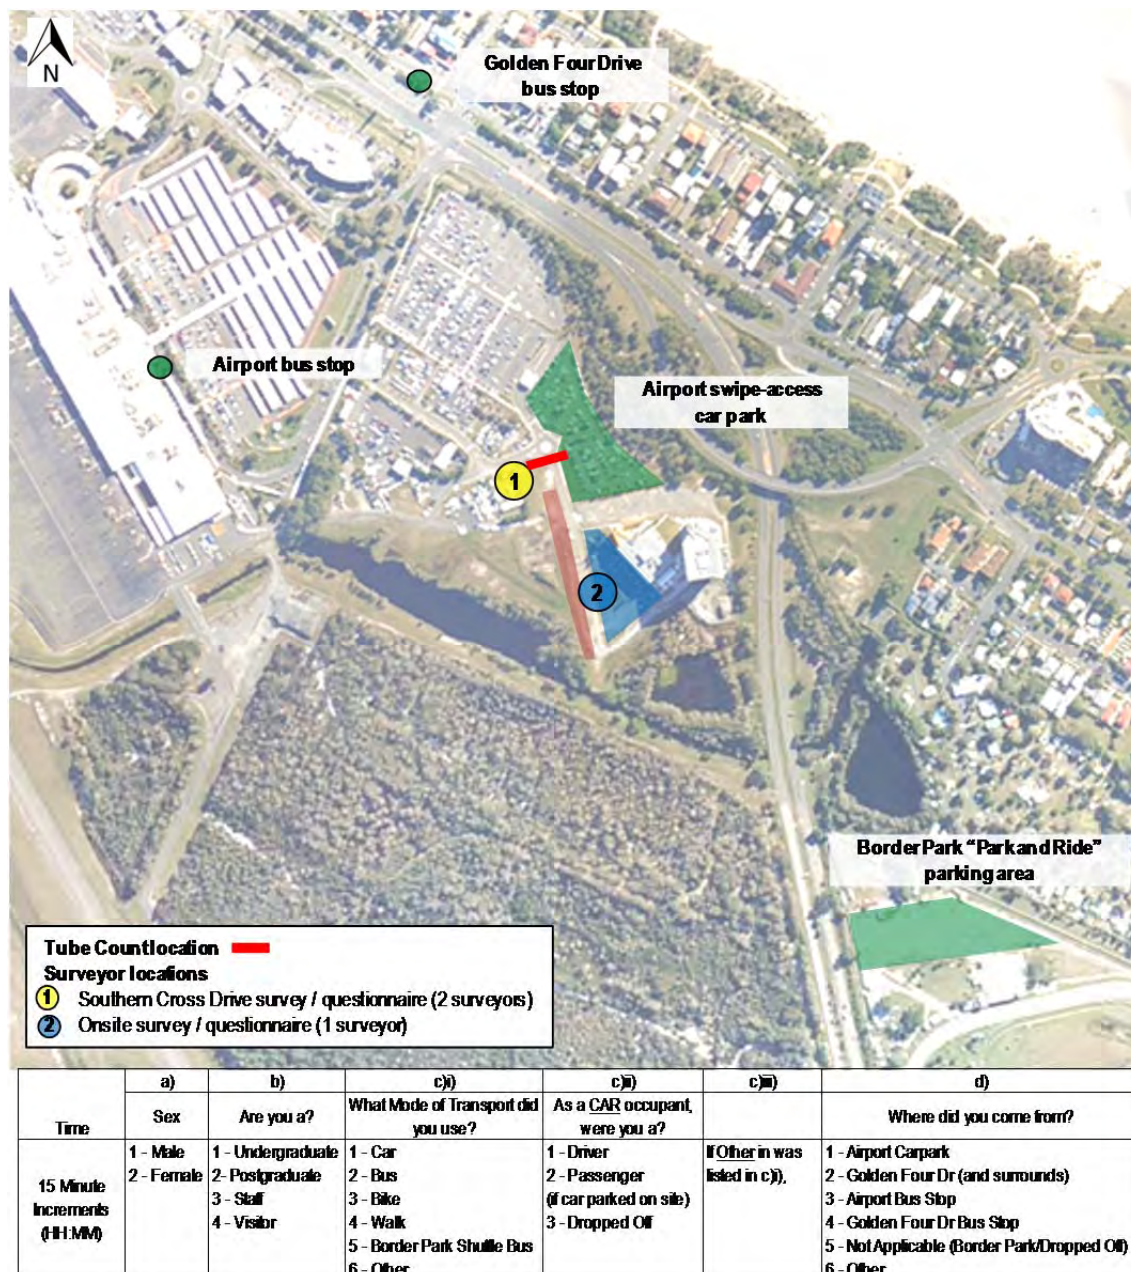 N
Golden Four Drive
bus stop
Airport bus stop
Airport swipe-access
car park
1
2
Border Park “Park and Ride”
parking area
Tube Count location
Surveyor locations
1 Southern Cross Drive survey / questionnaire (2 surveyors)
2 Onsite survey / questionnaire (1 surveyor)
Time
a)
Sex
b)
Are you a?
c)i)
What Mode of Transport did
you use?
c)ii)
As a CAR occupant,
were you a?
c)iii)
d)
Where did you come from?
15 Minute
Increments
(HH:MM)
1 - Male
2 - Female
1 - Undergraduate
2- Postgraduate
3 - Staff
4 - Visitor
1 - Car
2 - Bus
3 - Bike
4 - Walk
5 - Border Park Shuttle Bus
6 - Other
1 - Driver
2 - Passenger
(if car parked on site)
3 - Dropped Off
If Other in was
listed in c)i),
1 - Airport Carpark
2 - Golden Four Dr (and surrounds)
3 - Airport Bus Stop
4 - Golden Four Dr Bus Stop
5 - Not Applicable (Border Park/Dropped Off)
6 - Other